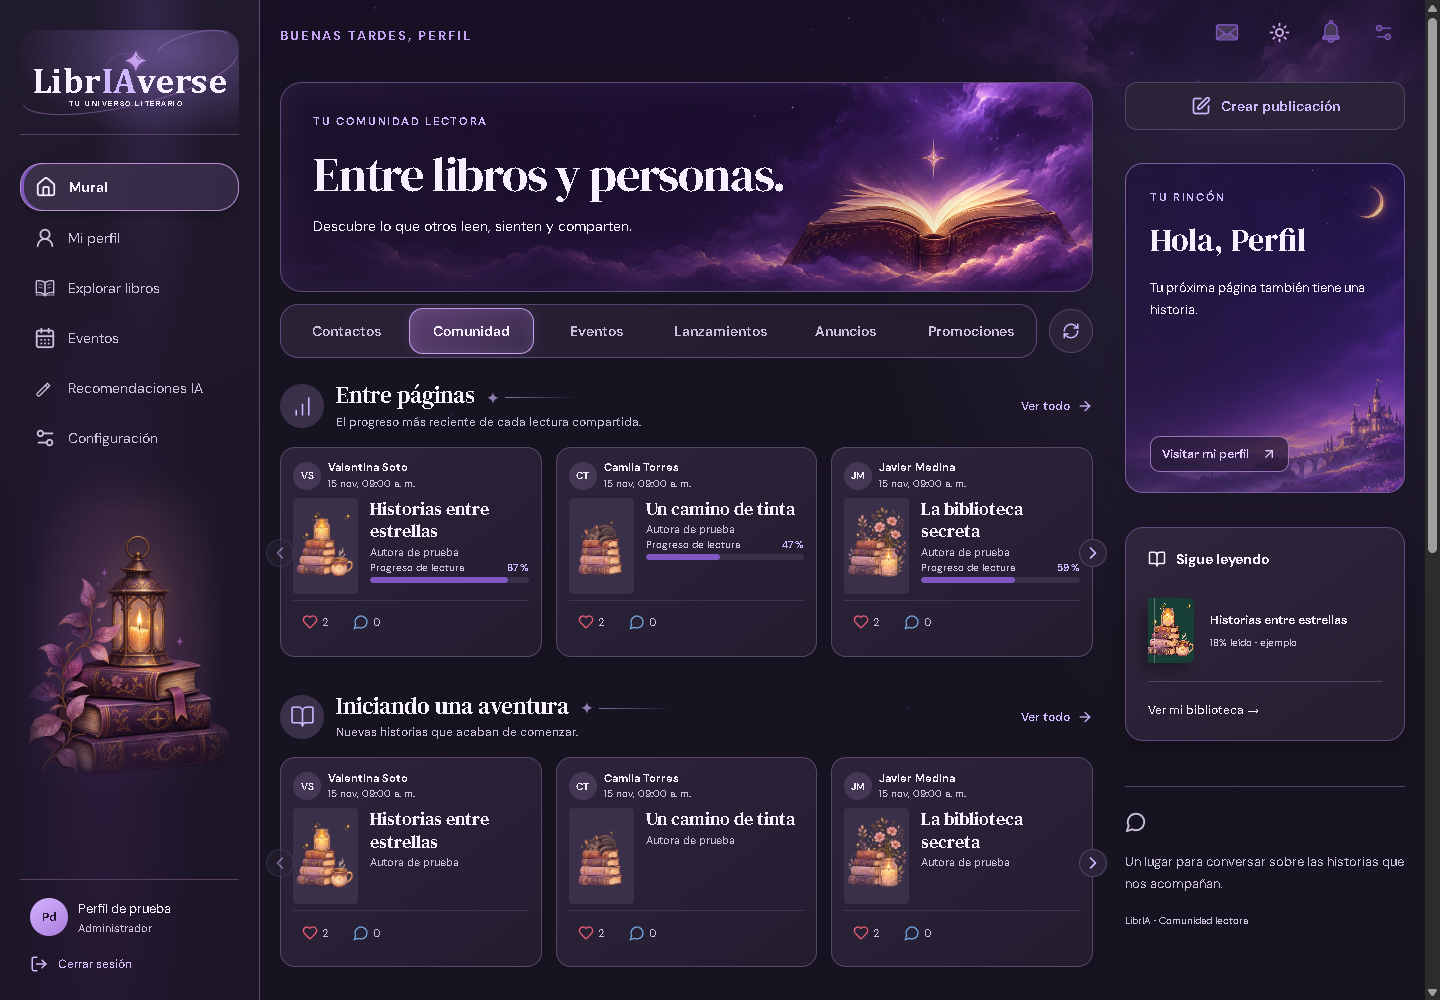 LibrIAverse
TU UNIVERSO LITERARIO
Mural
Mi perfil
Explorar libros
Eventos
Recomendaciones IA
Configuración
Pd
Perfil de prueba
Administrador
Cerrar sesión
BUENAS TARDES, PERFIL
TU COMUNIDAD LECTORA
Entre libros y personas.
Descubre lo que otros leen, sienten y comparten.
Contactos
Comunidad
Eventos
Lanzamientos
Anuncios
Promociones
Entre páginas
El progreso más reciente de cada lectura compartida.
Ver todo →
VS
Valentina Soto
15 nov, 09:00 a. m.
Historias entre
estrellas
Autora de prueba
Progreso de lectura 87 %
2 0
CT
Camila Torres
15 nov, 09:00 a. m.
Un camino de tinta
Autora de prueba
Progreso de lectura 47 %
2 0
JM
Javier Medina
15 nov, 09:00 a. m.
La biblioteca
secreta
Autora de prueba
Progreso de lectura 59 %
2 0
Iniciando una aventura
Nuevas historias que acaban de comenzar.
Ver todo →
VS
Valentina Soto
15 nov, 09:00 a. m.
Historias entre
estrellas
Autora de prueba
2 0
CT
Camila Torres
15 nov, 09:00 a. m.
Un camino de tinta
Autora de prueba
2 0
JM
Javier Medina
15 nov, 09:00 a. m.
La biblioteca
secreta
Autora de prueba
2 0
Crear publicación
TU RINCÓN
Hola, Perfil
Tu próxima página también tiene una
historia.
Visitar mi perfil
Sigue leyendo
Historias entre estrellas
18% leído · ejemplo
Ver mi biblioteca →
Un lugar para conversar sobre las historias que
nos acompañan.
LibrIA · Comunidad lectora